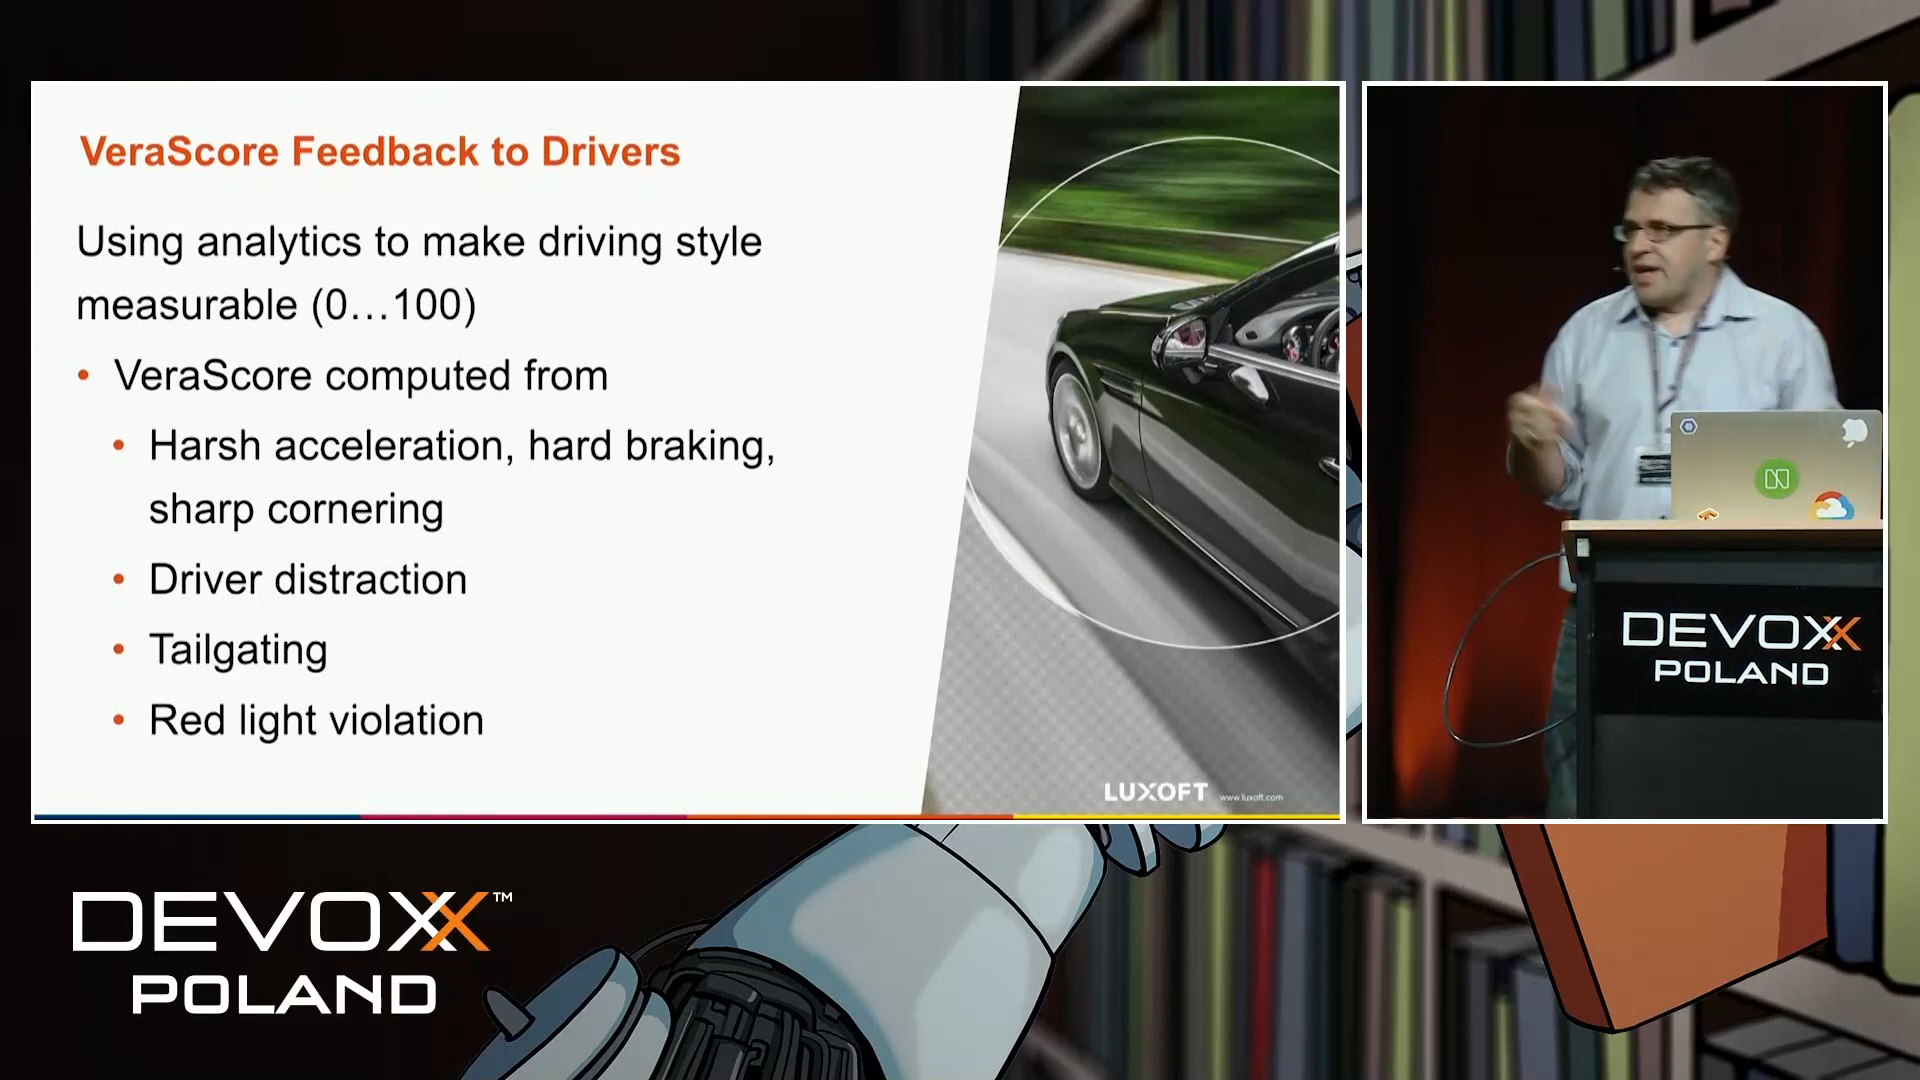 VeraScore Feedback to Drivers
Using analytics to make driving style
measurable (0…100)
• VeraScore computed from
• Harsh acceleration, hard braking,
sharp cornering
• Driver distraction
• Tailgating
• Red light violation
LUXOFT www.luxoft.com
DEVOXX
POLAND
DEVOXX™
POLAND